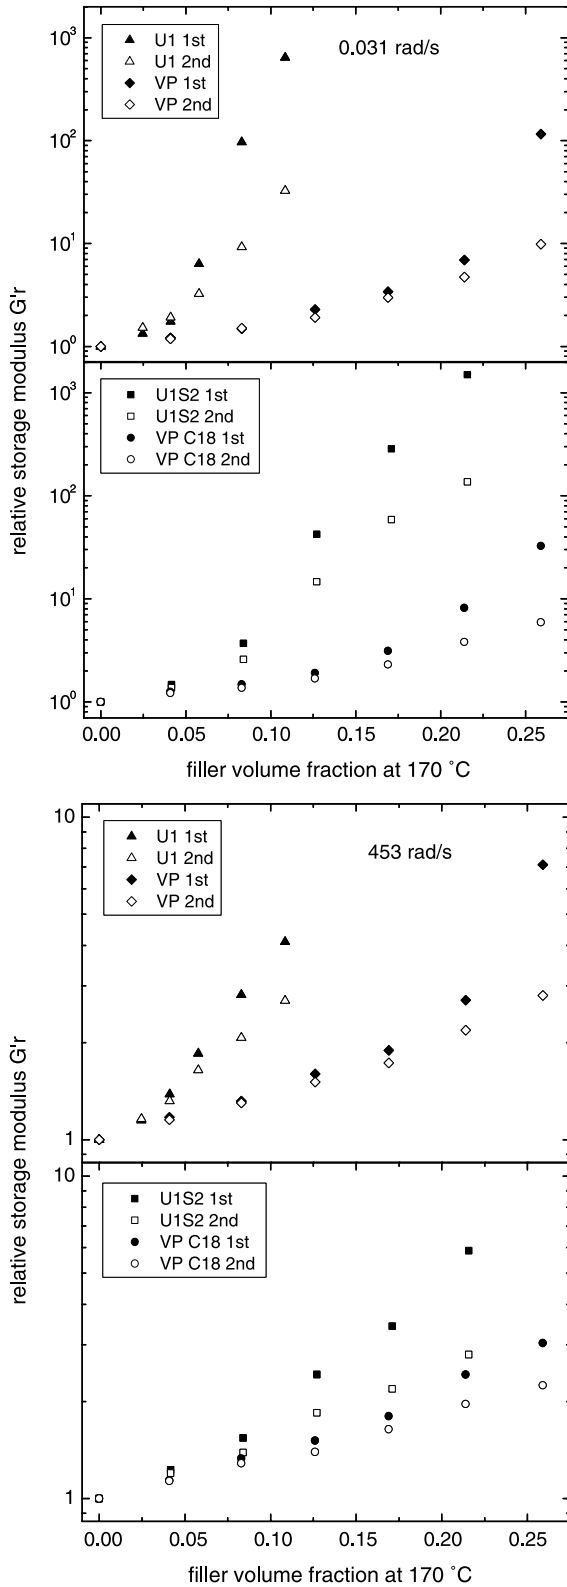 10³
U1 1st
U1 2nd
VP 1st
VP 2nd
0.031 rad/s
10²
10¹
10⁰
relative storage modulus G'r
10³
U1S2 1st
U1S2 2nd
VP C18 1st
VP C18 2nd
10²
10¹
10⁰
0.00 0.05 0.10 0.15 0.20 0.25
filler volume fraction at 170 °C
10
U1 1st
U1 2nd
VP 1st
VP 2nd
453 rad/s
1
relative storage modulus G'r
10
U1S2 1st
U1S2 2nd
VP C18 1st
VP C18 2nd
1
0.00 0.05 0.10 0.15 0.20 0.25
filler volume fraction at 170 °C